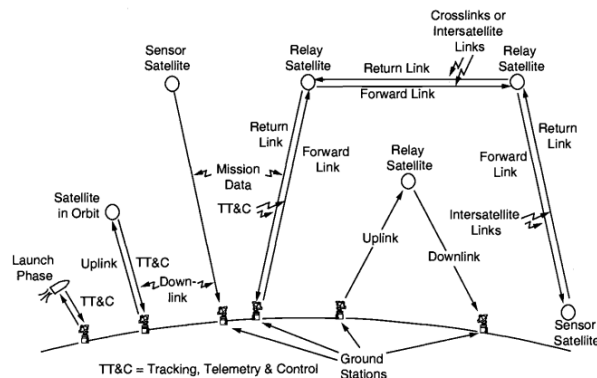 Crosslinks or
Intersatellite
Links
Sensor
Satellite
Relay
Satellite
Return Link
Forward Link
Relay
Satellite
Return
Link
Forward
Link
Mission
Data
TT&C
Relay
Satellite
Forward
Link
Return
Link
Satellite
in Orbit
Uplink
TT&C
Down-
link
Uplink
Downlink
Intersatellite
Links
Launch
Phase
TT&C
Sensor
Satellite
Ground
Stations
TT&C = Tracking, Telemetry & Control